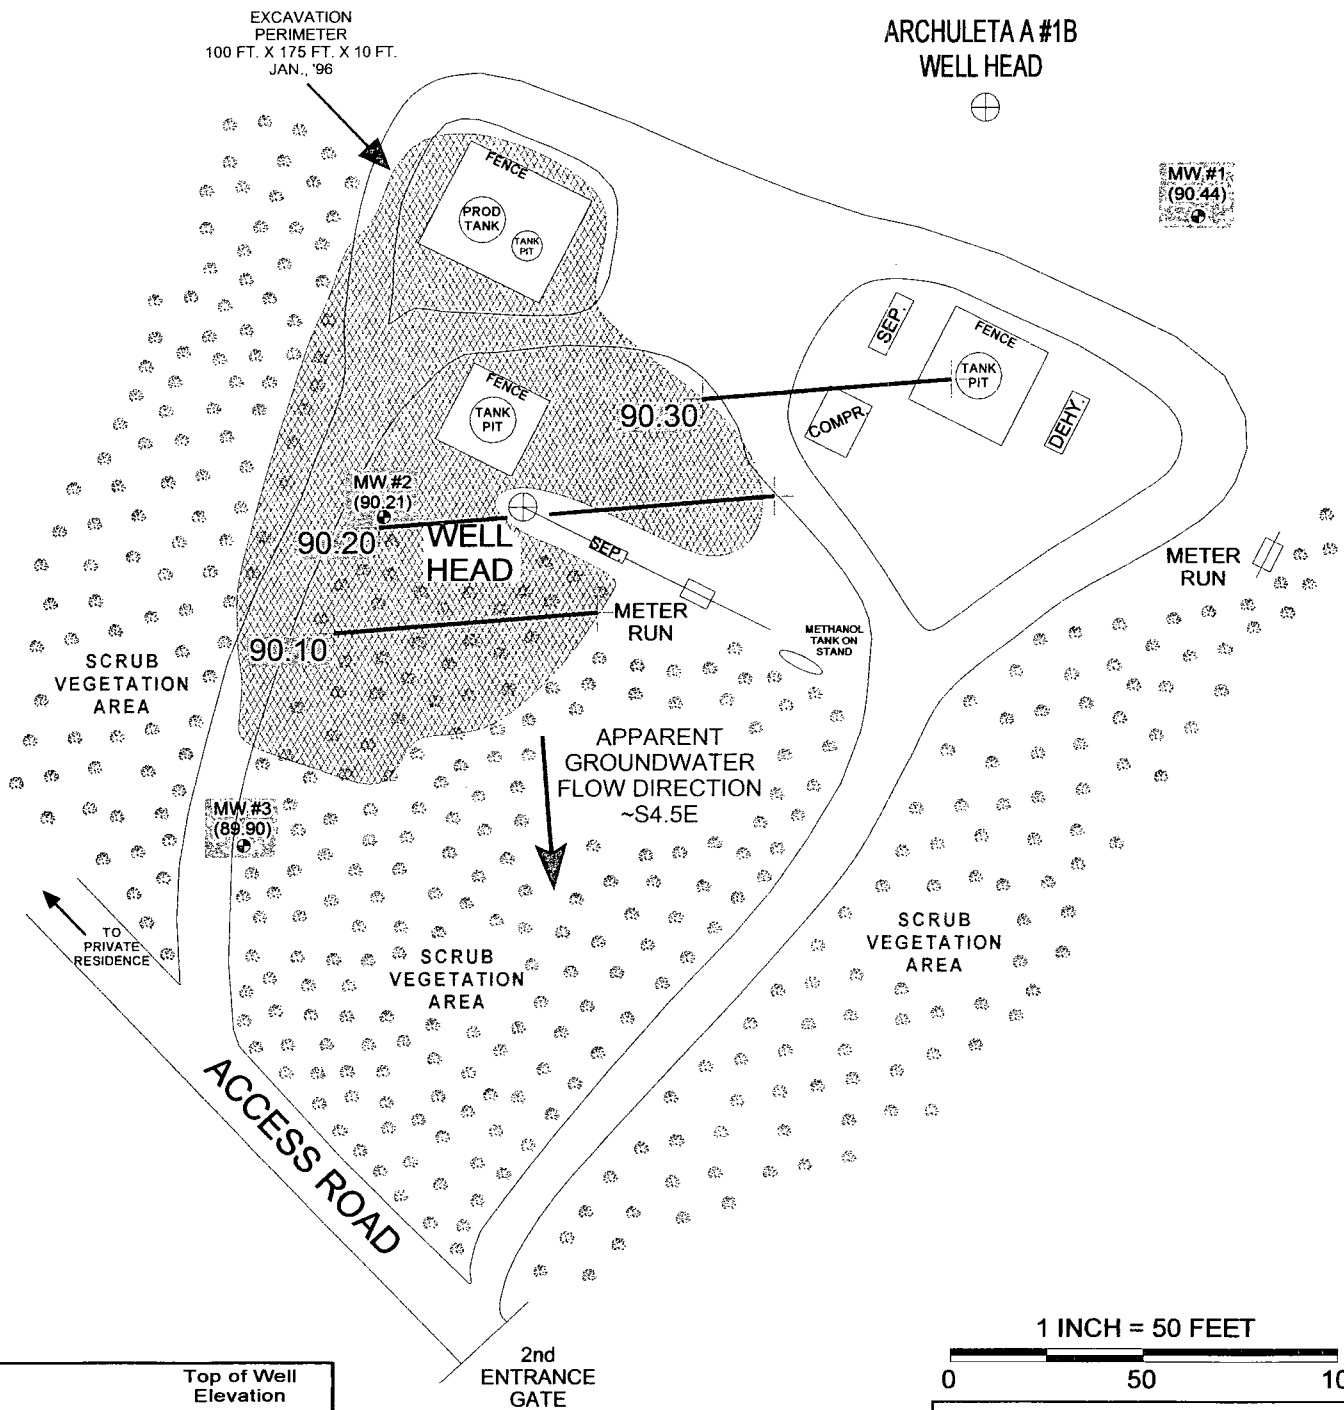 EXCAVATION
PERIMETER
100 FT. X 175 FT. X 10 FT.
JAN., '96
ARCHULETA A #1B
WELL HEAD
MW #1
(90.44)
FENCE
PROD
TANK
TANK
PIT
SEP.
FENCE
TANK
PIT
COMPR.
DEHY.
FENCE
TANK
PIT
90.30
MW #2
(90.21)
90.20
WELL
HEAD
SEP.
METER
RUN
METER
RUN
90.10
METHANOL
TANK ON
STAND
SCRUB
VEGETATION
AREA
APPARENT
GROUNDWATER
FLOW DIRECTION
~S4.5E
MW #3
(89.90)
TO
PRIVATE
RESIDENCE
SCRUB
VEGETATION
AREA
SCRUB
VEGETATION
AREA
ACCESS ROAD
2nd
ENTRANCE
GATE
1 INCH = 50 FEET
0 50 10
Top of Well
Elevation